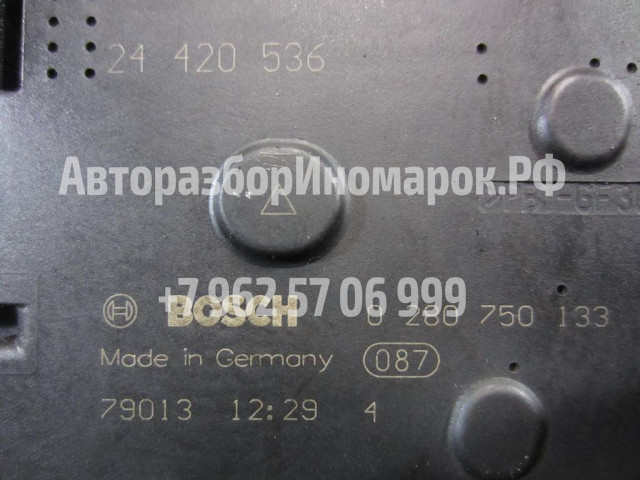 24 420 536
АвторазборИномарок.РФ
+7 962 57 06 999
BOSCH 0 280 750 133
Made in Germany 087
79013 12:29 4